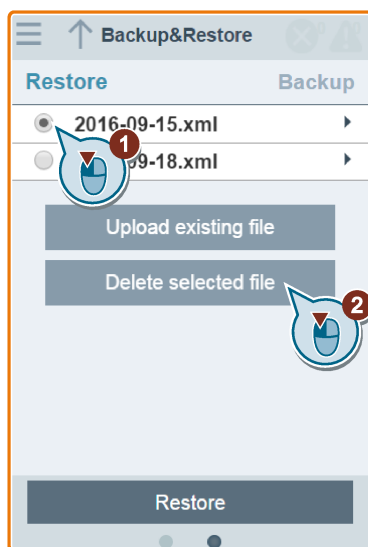 Backup&Restore
Restore Backup
2016-09-15.xml
1
09-18.xml
Upload existing file
Delete selected file
2
Restore